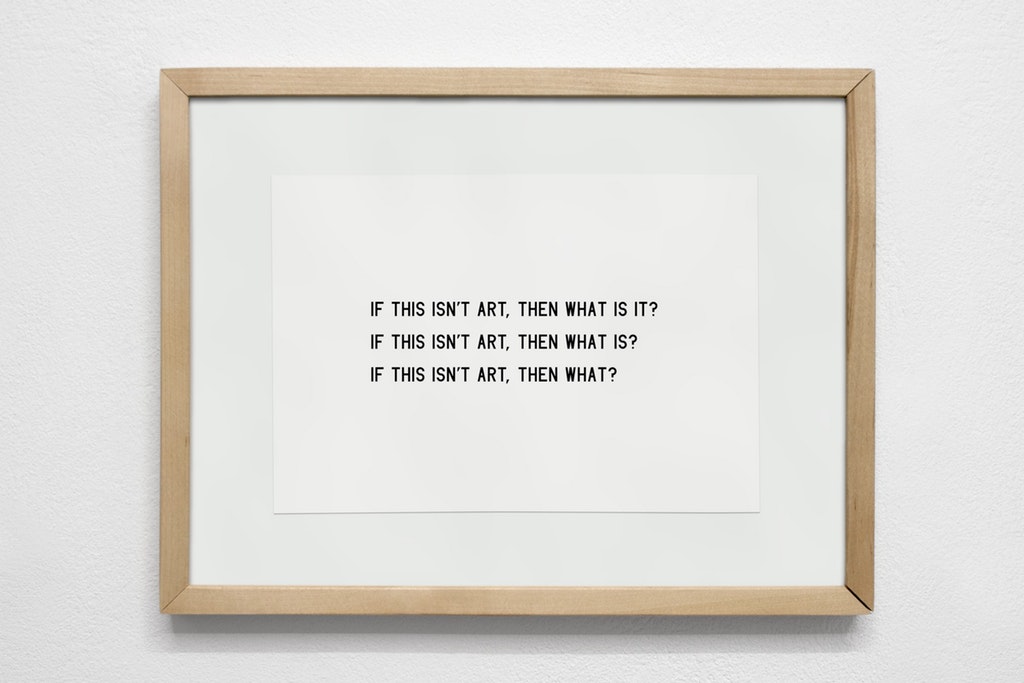 IF THIS ISN'T ART, THEN WHAT IS IT?
IF THIS ISN'T ART, THEN WHAT IS?
IF THIS ISN'T ART, THEN WHAT?